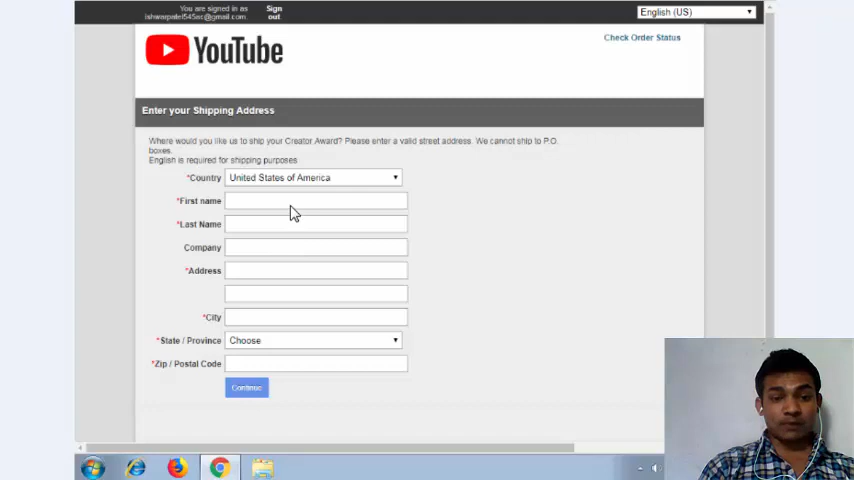 You are signed in as
ishwarpatel545sc@gmail.com.
Sign
out
English (US)
YouTube
Check Order Status
Enter your Shipping Address
Where would you like us to ship your Creator Award? Please enter a valid street address. We cannot ship to P.O.
boxes.
English is required for shipping purposes
*Country
United States of America
*First name
*Last Name
Company
*Address
*City
*State / Province
Choose
*Zip / Postal Code
Continue